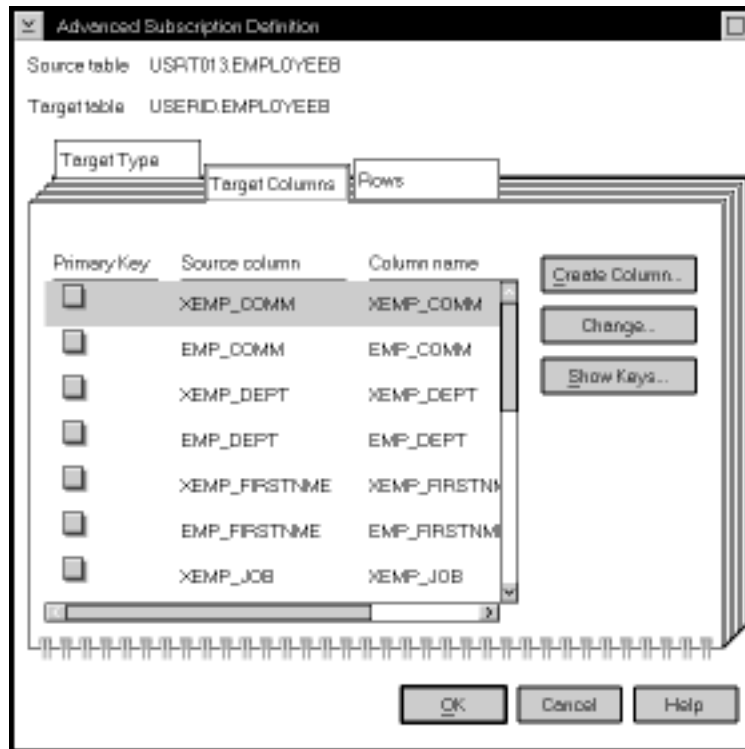 Advanced Subscription Definition
Source table USRT013.EMPLOYEEB
Target table USERID.EMPLOYEEB
Target Type
Target Columns
Rows
Primary Key Source column Column name
XEMP_COMM XEMP_COMM
EMP_COMM EMP_COMM
XEMP_DEPT XEMP_DEPT
EMP_DEPT EMP_DEPT
XEMP_FIRSTNME XEMP_FIRSTN
EMP_FIRSTNME EMP_FIRSTNM
XEMP_JOB XEMP_JOB
Create Column...
Change...
Show Keys...
OK Cancel Help